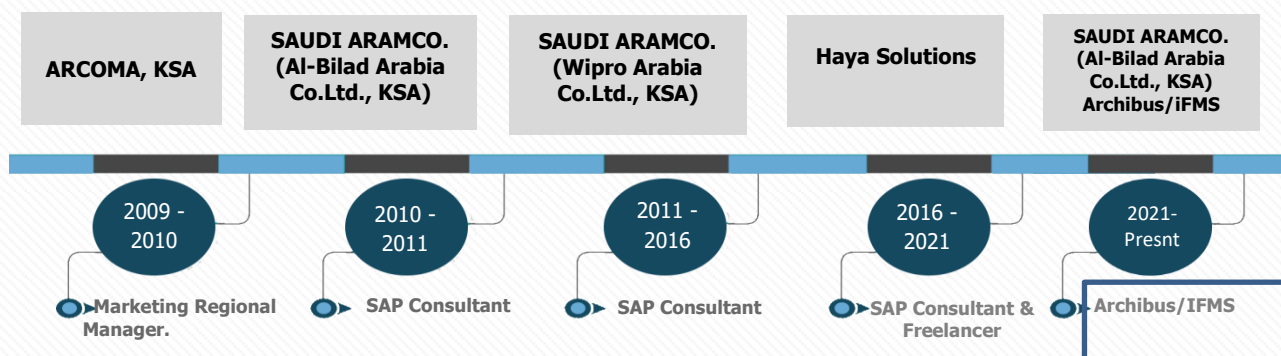 ARCOMA, KSA
SAUDI ARAMCO.
(Al-Bilad Arabia
Co.Ltd., KSA)
SAUDI ARAMCO.
(Wipro Arabia
Co.Ltd., KSA)
Haya Solutions
SAUDI ARAMCO.
(Al-Bilad Arabia
Co.Ltd., KSA)
Archibus/iFMS
2009 -
2010
2010 -
2011
2011 -
2016
2016 -
2021
2021-
Presnt
Marketing Regional
Manager.
SAP Consultant
SAP Consultant
SAP Consultant &
Freelancer
Archibus/IFMS